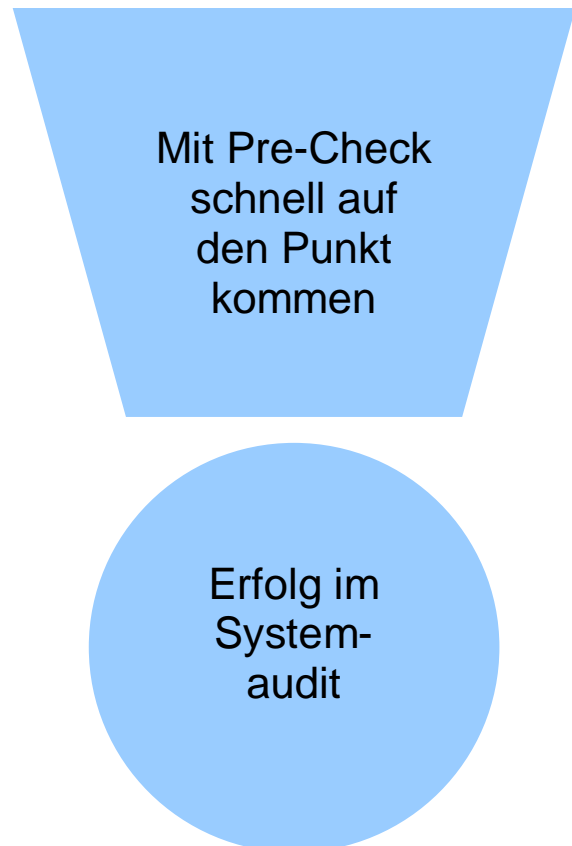 Mit Pre-Check
schnell auf
den Punkt
kommen
Erfolg im
System-
audit